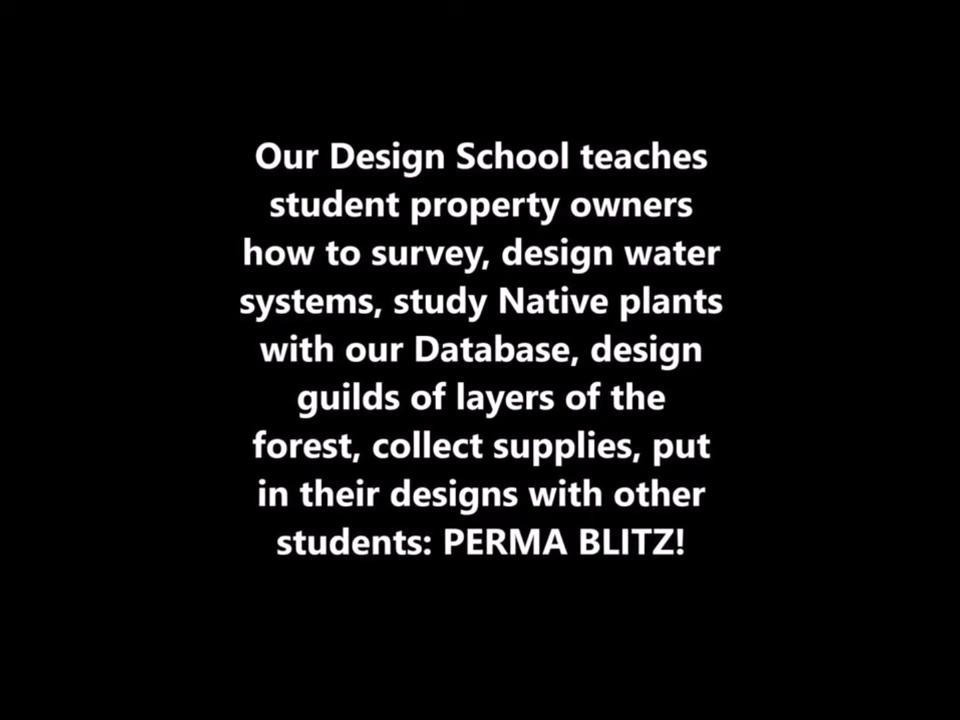 Our Design School teaches
student property owners
how to survey, design water
systems, study Native plants
with our Database, design
guilds of layers of the
forest, collect supplies, put
in their designs with other
students: PERMA BLITZ!